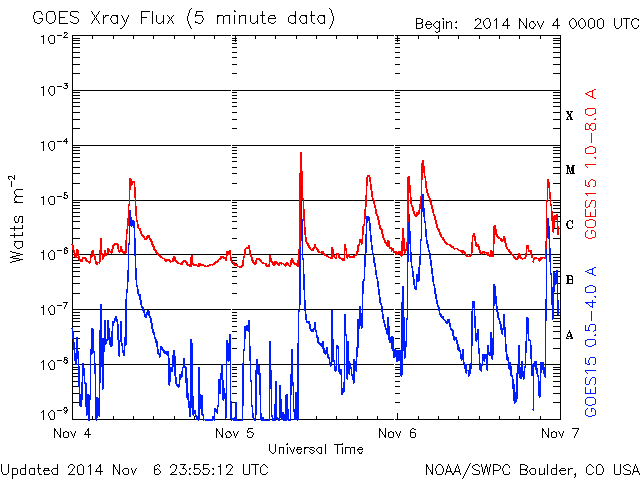 GOES Xray Flux (5 minute data)
Begin: 2014 Nov 4 0000 UTC
10⁻²
10⁻³
10⁻⁴
10⁻⁵
10⁻⁶
10⁻⁷
10⁻⁸
10⁻⁹
Watts m⁻²
X
M
C
B
A
GOES15 1.0-8.0 A
GOES15 0.5-4.0 A
Nov 4
Nov 5
Nov 6
Nov 7
Universal Time
Updated 2014 Nov 6 23:55:12 UTC
NOAA/SWPC Boulder, CO USA